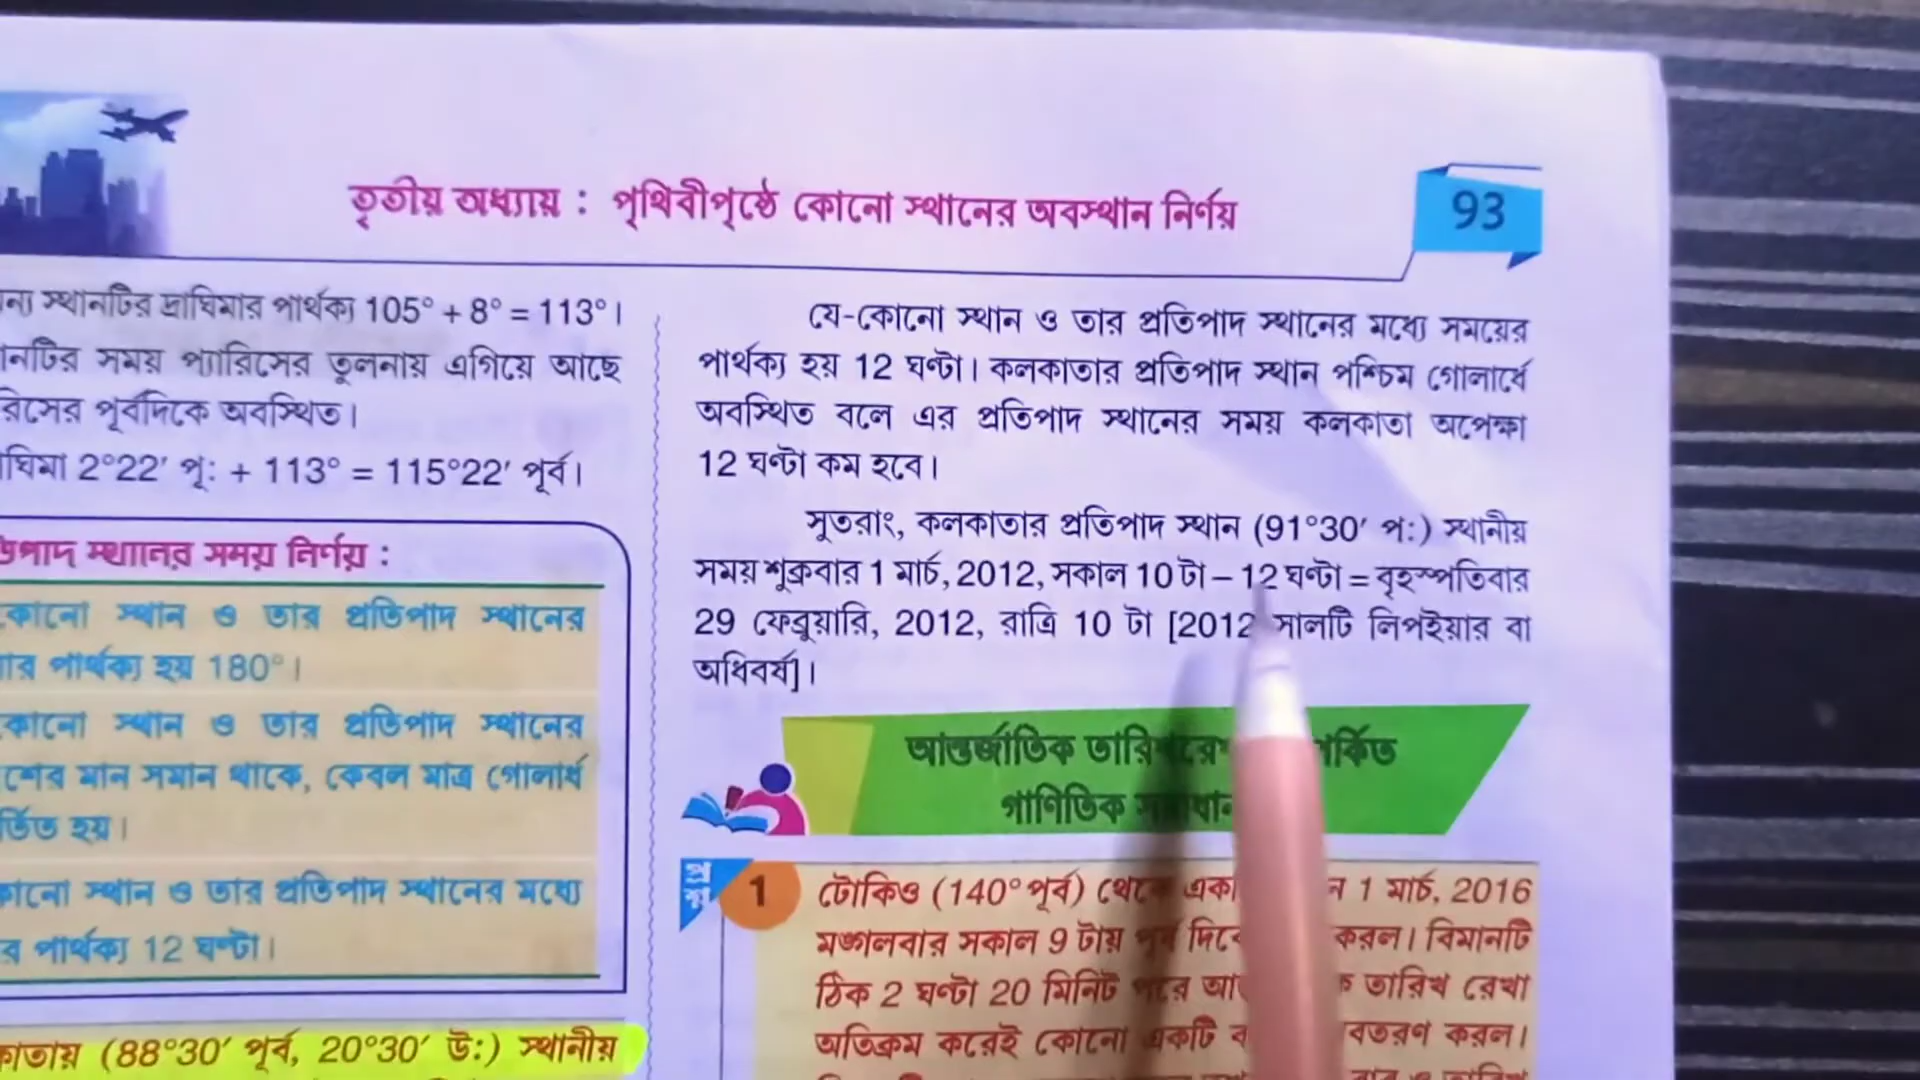 তৃতীয় অধ্যায় : পৃথিবীপৃষ্ঠে কোনো স্থানের অবস্থান নির্ণয়
93
স্থানটির দ্রাঘিমার পার্থক্য 105° + 8° = 113°।
সময় প্যারিসের তুলনায় এগিয়ে আছে
পূর্বদিকে অবস্থিত।
2°22′ পূ: + 113° = 115°22′ পূর্ব।
স্থানের সময় নির্ণয় :
কোনো স্থান ও তার প্রতিপাদ স্থানের
পার্থক্য হয় 180°।
কোনো স্থান ও তার প্রতিপাদ স্থানের
মান সমান থাকে, কেবল মাত্র গোলার্ধ
হয়।
স্থান ও তার প্রতিপাদ স্থানের মধ্যে
পার্থক্য 12 ঘণ্টা।
(88°30′ পূর্ব, 20°30′ উ:) স্থানীয়
যে-কোনো স্থান ও তার প্রতিপাদ স্থানের মধ্যে সময়ের
পার্থক্য হয় 12 ঘণ্টা। কলকাতার প্রতিপাদ স্থান পশ্চিম গোলার্ধে
অবস্থিত বলে এর প্রতিপাদ স্থানের সময় কলকাতা অপেক্ষা
12 ঘণ্টা কম হবে।
সুতরাং, কলকাতার প্রতিপাদ স্থান (91°30′ প:) স্থানীয়
সময় শুক্রবার 1 মার্চ, 2012, সকাল 10 টা – 12 ঘণ্টা = বৃহস্পতিবার
29 ফেব্রুয়ারি, 2012, রাত্রি 10 টা [2012 সালটি লিপইয়ার বা
অধিবর্ষ]।
আন্তর্জাতিক
গাণিতিক
প্রশ্ন 1
টোকিও (140° পূর্ব) 1 মার্চ, 2016
মঙ্গলবার সকাল 9 টায় পূর্ব করল। বিমানটি
ঠিক 2 ঘণ্টা 20 মিনিট তারিখ রেখা
অতিক্রম করেই কোনো একটি করল।